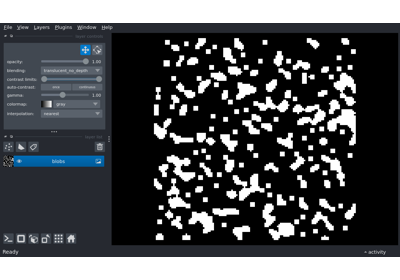 File View Layers Plugins Window Help
layer controls
opacity: 1.00
blending: translucent_no_depth
contrast limits:
auto-contrast: once continuous
gamma: 1.00
colormap: gray
interpolation: nearest
layer list
blobs
Ready activity